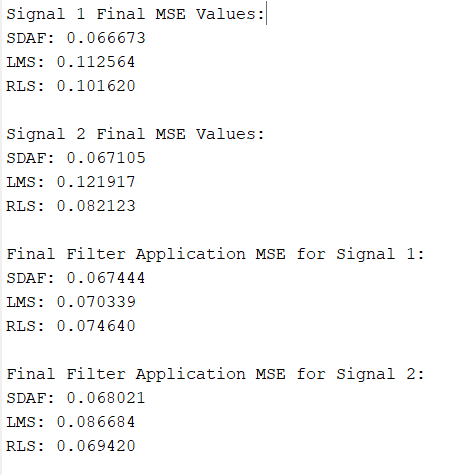 Signal 1 Final MSE Values:
SDAF: 0.066673
LMS: 0.112564
RLS: 0.101620
Signal 2 Final MSE Values:
SDAF: 0.067105
LMS: 0.121917
RLS: 0.082123
Final Filter Application MSE for Signal 1:
SDAF: 0.067444
LMS: 0.070339
RLS: 0.074640
Final Filter Application MSE for Signal 2:
SDAF: 0.068021
LMS: 0.086684
RLS: 0.069420